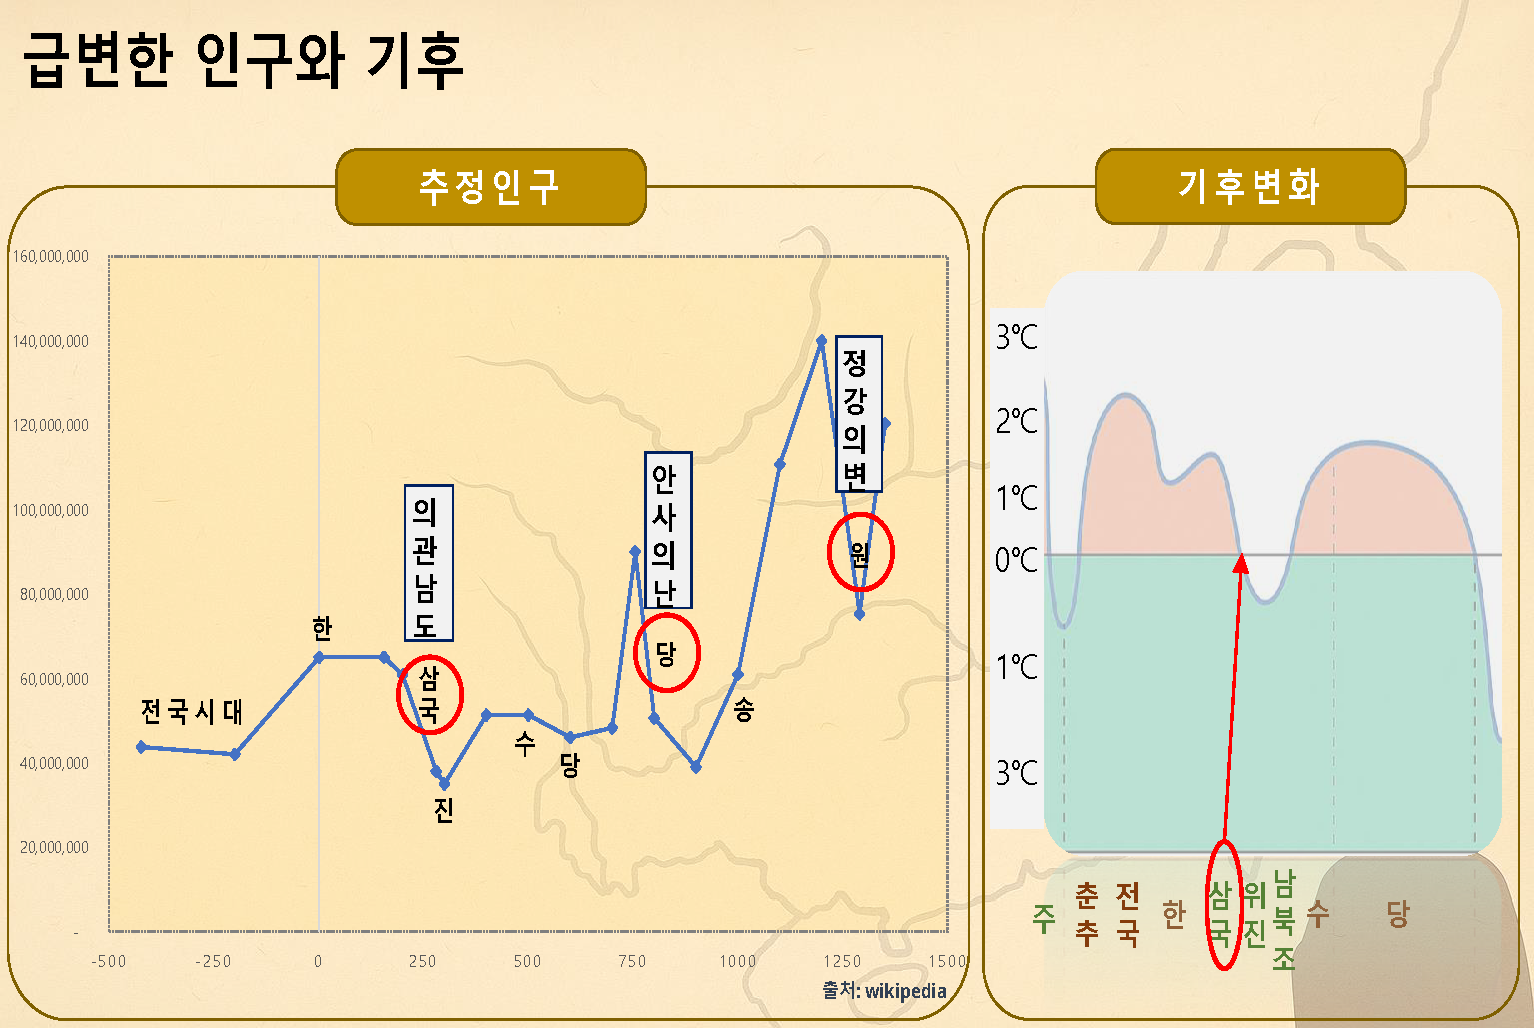 급변한 인구와 기후
추정인구
160,000,000
140,000,000
120,000,000
100,000,000
80,000,000
60,000,000
40,000,000
20,000,000
-
-500
-250
0
250
500
750
1000
1250
1500
전국시대
한
의관남도
삼국
진
수
당
안사의난
당
송
정강의변
원
출처: wikipedia
기후변화
3℃
2℃
1℃
0℃
1℃
3℃
주
춘추
전국
한
삼국
위진
남북조
수
당